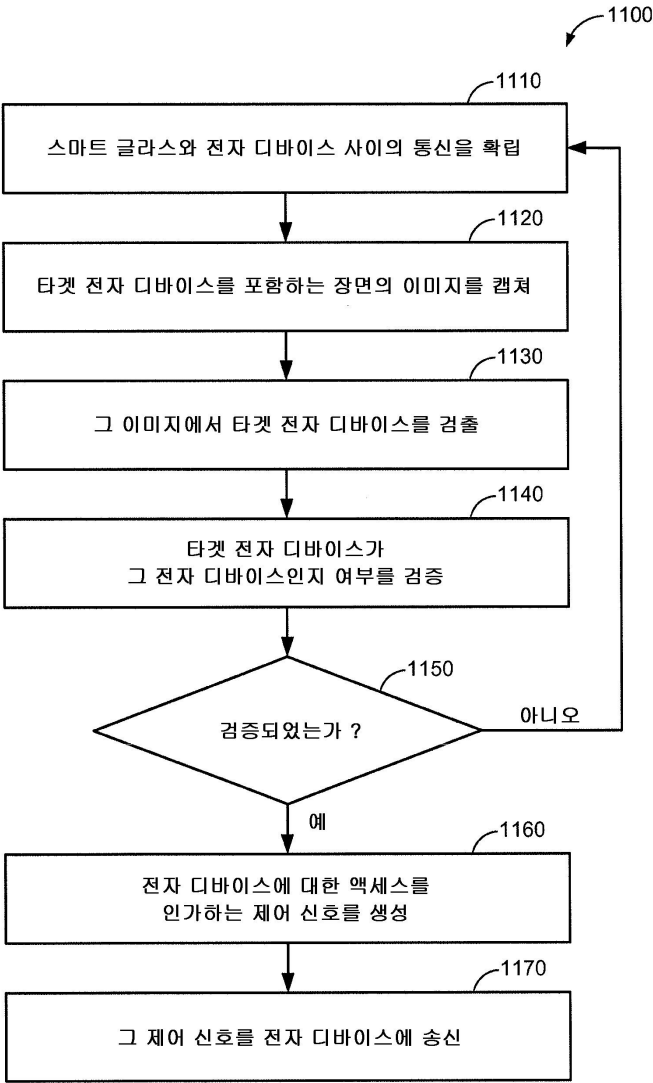 1100
1110
스마트 글라스와 전자 디바이스 사이의 통신을 확립
1120
타겟 전자 디바이스를 포함하는 장면의 이미지를 캡쳐
1130
그 이미지에서 타겟 전자 디바이스를 검출
1140
타겟 전자 디바이스가
그 전자 디바이스인지 여부를 검증
1150
검증되었는가 ?
아니오
예
1160
전자 디바이스에 대한 액세스를
인가하는 제어 신호를 생성
1170
그 제어 신호를 전자 디바이스에 송신